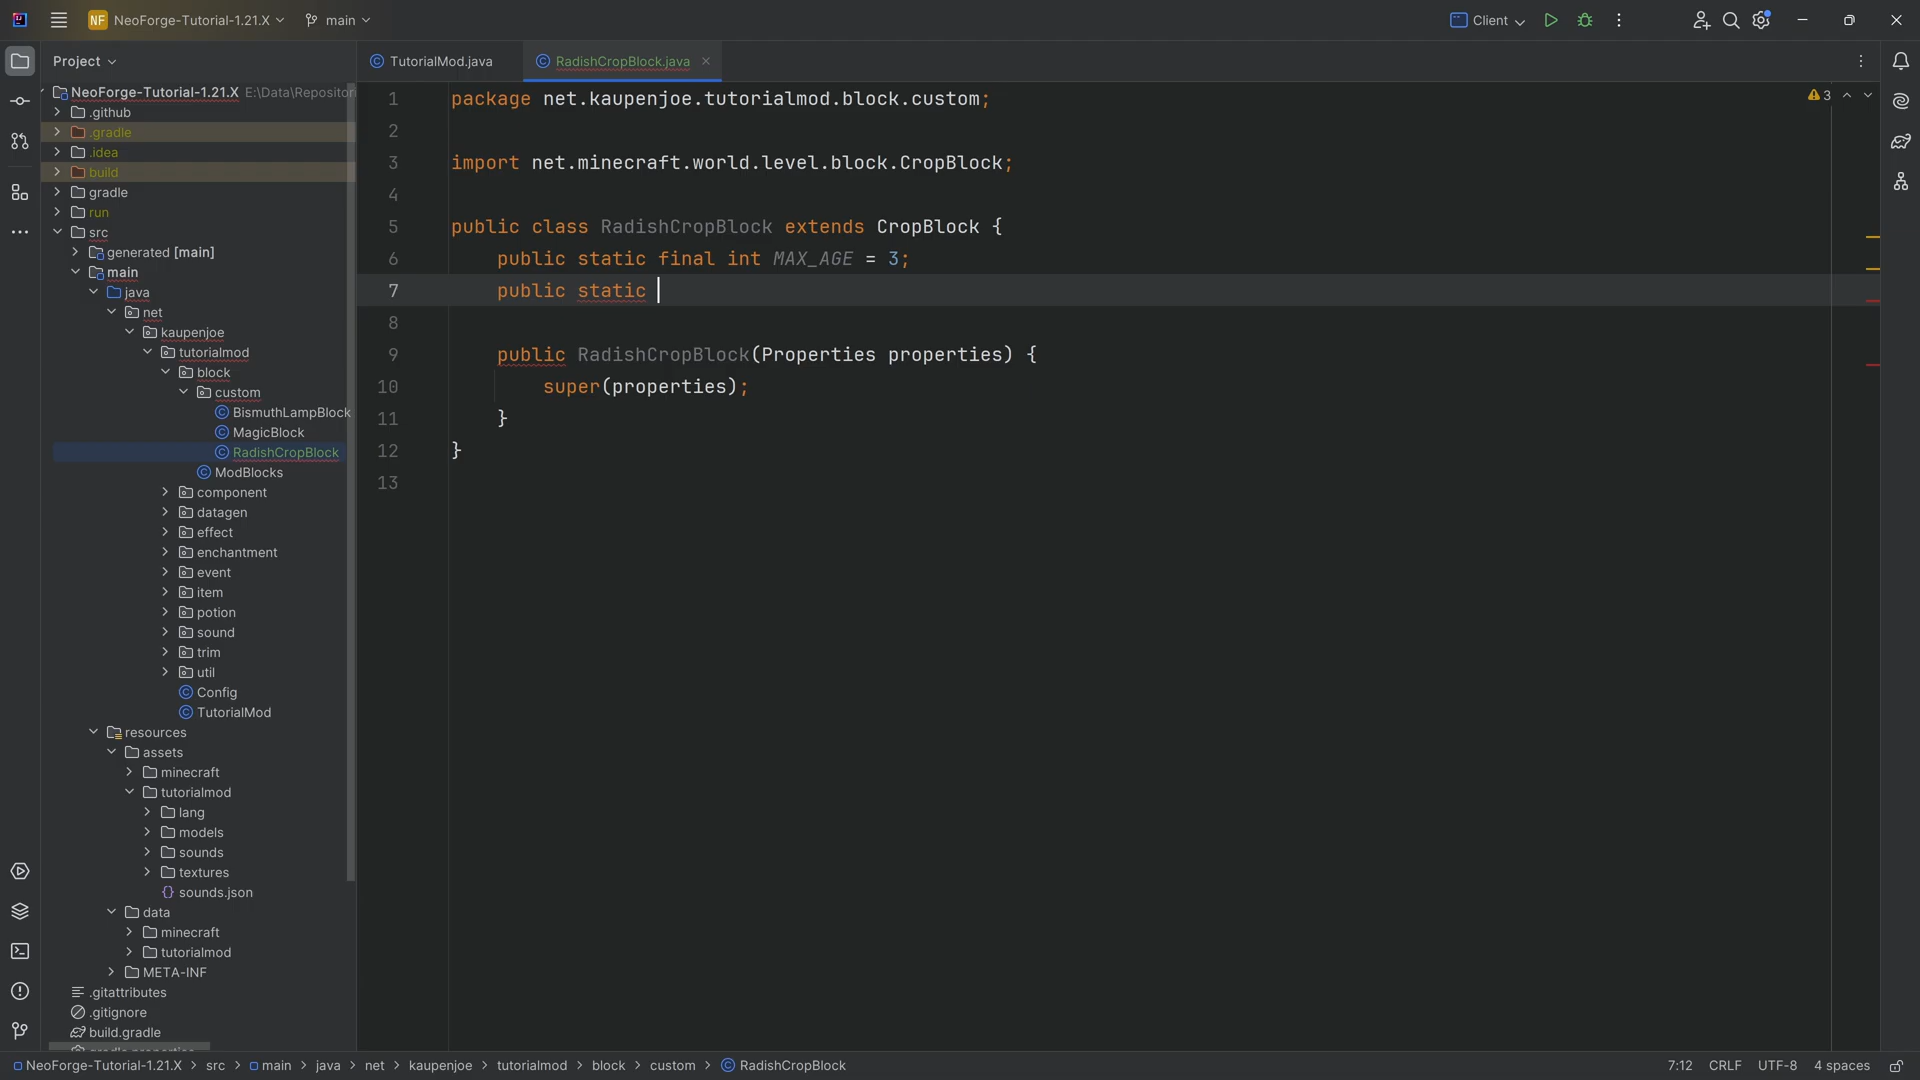 NF NeoForge-Tutorial-1.21.X main Client
Project
TutorialMod.java RadishCropBlock.java
NeoForge-Tutorial-1.21.X E:\Data\Repositor
.github
.gradle
.idea
build
gradle
run
src
generated [main]
main
java
net
kaupenjoe
tutorialmod
block
custom
BismuthLampBlock
MagicBlock
RadishCropBlock
ModBlocks
component
datagen
effect
enchantment
event
item
potion
sound
trim
util
Config
TutorialMod
resources
assets
minecraft
tutorialmod
lang
models
sounds
textures
sounds.json
data
minecraft
tutorialmod
META-INF
.gitattributes
.gitignore
build.gradle
3
1 package net.kaupenjoe.tutorialmod.block.custom;
2
3 import net.minecraft.world.level.block.CropBlock;
4
5 public class RadishCropBlock extends CropBlock {
6 public static final int MAX_AGE = 3;
7 public static
8
9 public RadishCropBlock(Properties properties) {
10 super(properties);
11 }
12 }
13
NeoForge-Tutorial-1.21.X > src > main > java > net > kaupenjoe > tutorialmod > block > custom > RadishCropBlock 7:12 CRLF UTF-8 4 spaces